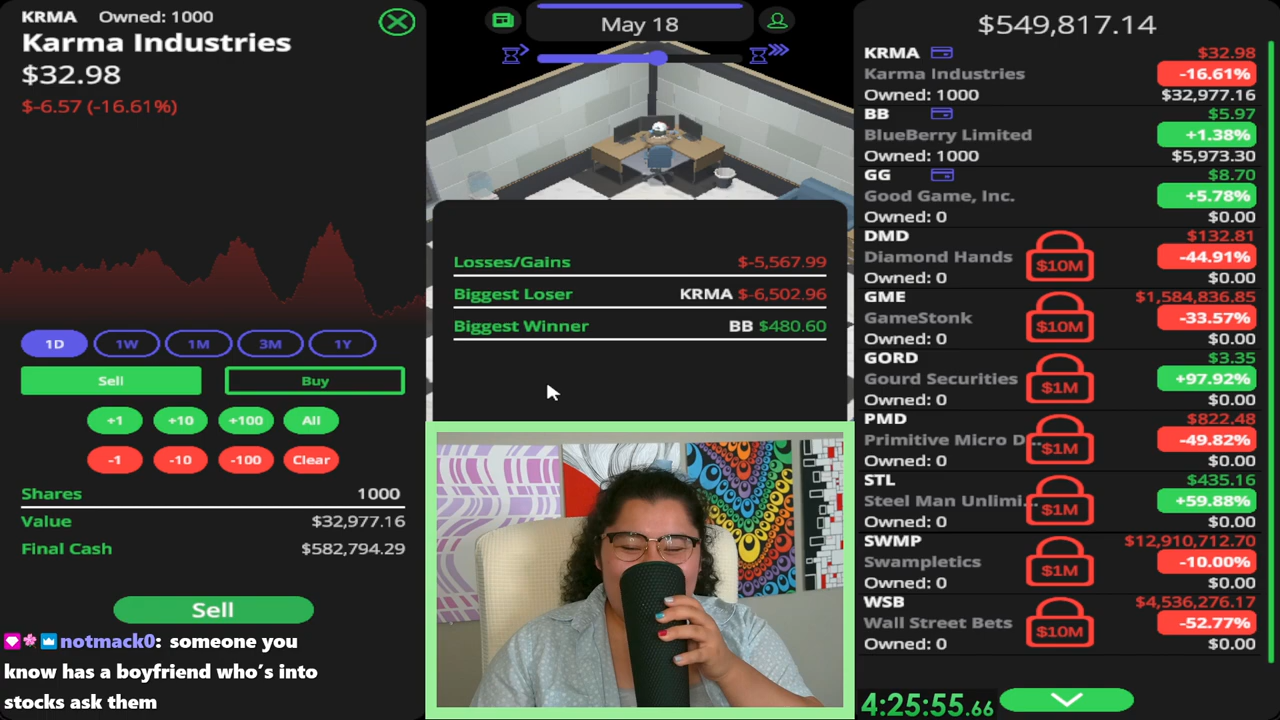 KRMA Owned: 1000
Karma Industries
$32.98
$-6.57 (-16.61%)
1D 1W 1M 3M 1Y
Sell Buy
+1 +10 +100 All
-1 -10 -100 Clear
Shares 1000
Value $32,977.16
Final Cash $582,794.29
Sell
notmack0: someone you
know has a boyfriend who's into
stocks ask them
May 18
Losses/Gains $-5,567.99
Biggest Loser KRMA $-6,502.96
Biggest Winner BB $480.60
$549,817.14
KRMA $32.98
Karma Industries -16.61%
Owned: 1000 $32,977.16
BB $5.97
BlueBerry Limited +1.38%
Owned: 1000 $5,973.30
GG $8.70
Good Game, Inc. +5.78%
Owned: 0 $0.00
DMD $132.81
Diamond Hands $10M -44.91%
Owned: 0 $0.00
GME $1,584,836.85
GameStonk $10M -33.57%
Owned: 0 $0.00
GORD $3.35
Gourd Securities $1M +97.92%
Owned: 0 $0.00
PMD $822.48
Primitive Micro D... $1M -49.82%
Owned: 0 $0.00
STL $435.16
Steel Man Unlimi... $1M +59.88%
Owned: 0 $0.00
SWMP $12,910,712.70
Swampletics $1M -10.00%
Owned: 0 $0.00
WSB $4,536,276.17
Wall Street Bets $10M -52.77%
Owned: 0 $0.00
4:25:55.66